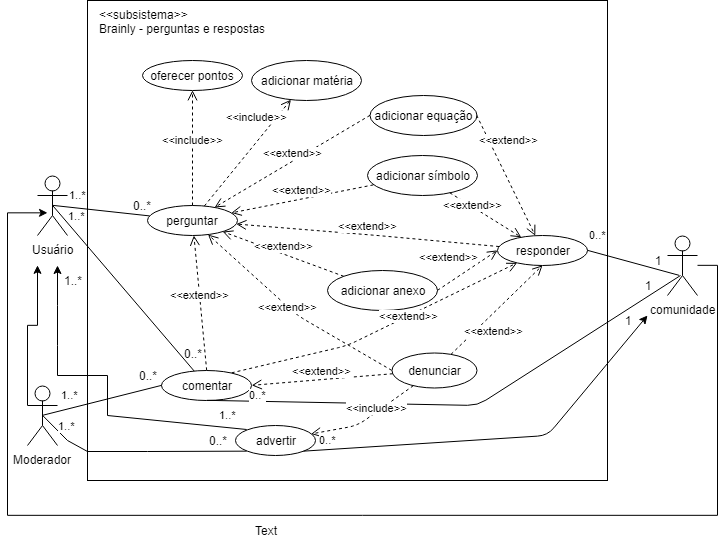 <<subsistema>>
Brainly - perguntas e respostas
oferecer pontos
adicionar matéria
<<include>>
<<include>>
adicionar equação
<<extend>>
<<extend>>
adicionar símbolo
<<extend>>
<<extend>>
1..*
1..*
0..*
perguntar
Usuário
<<extend>>
responder
0..*
<<extend>>
<<extend>>
1
1
1..*
adicionar anexo
<<extend>>
<<extend>>
<<extend>>
comunidade
<<extend>>
1
0..*
0..*
comentar
<<extend>>
denunciar
1..*
0..*
<<include>>
1..*
1..*
0..*
advertir
0..*
Moderador
Text